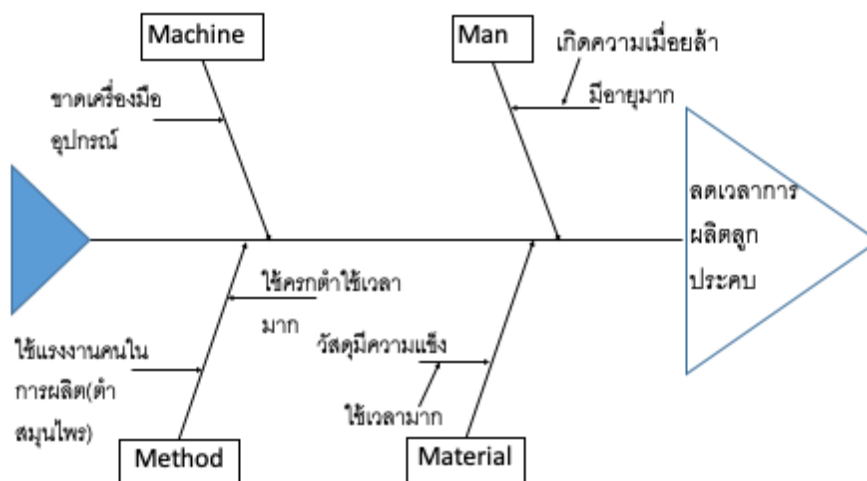 Machine
Man
เกิดความเมื่อยล้า
ขาดเครื่องมือ
อุปกรณ์
มีอายุมาก
ลดเวลาการ
ผลิตลูก
ประคบ
ใช้ครกตำใช้เวลา
มาก
วัสดุมีความแข็ง
ใช้เวลามาก
ใช้แรงงานคนใน
การผลิต(ตำ
สมุนไพร)
Method
Material